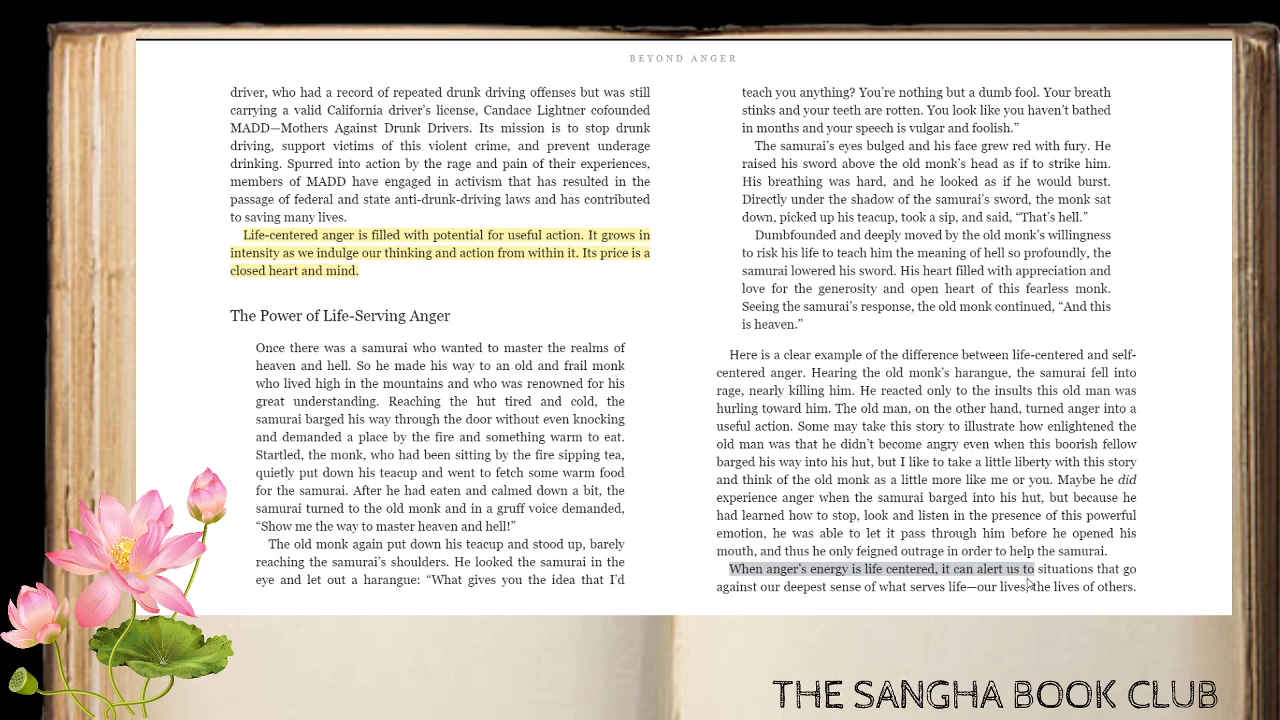 BEYOND ANGER
driver, who had a record of repeated drunk driving offenses but was still
carrying a valid California driver's license, Candace Lightner cofounded
MADD—Mothers Against Drunk Drivers. Its mission is to stop drunk
driving, support victims of this violent crime, and prevent underage
drinking. Spurred into action by the rage and pain of their experiences,
members of MADD have engaged in activism that has resulted in the
passage of federal and state anti-drunk-driving laws and has contributed
to saving many lives.
Life-centered anger is filled with potential for useful action. It grows in
intensity as we indulge our thinking and action from within it. Its price is a
closed heart and mind.
The Power of Life-Serving Anger
Once there was a samurai who wanted to master the realms of
heaven and hell. So he made his way to an old and frail monk
who lived high in the mountains and who was renowned for his
great understanding. Reaching the hut tired and cold, the
samurai barged his way through the door without even knocking
and demanded a place by the fire and something warm to eat.
Startled, the monk, who had been sitting by the fire sipping tea,
quietly put down his teacup and went to fetch some warm food
for the samurai. After he had eaten and calmed down a bit, the
samurai turned to the old monk and in a gruff voice demanded,
“Show me the way to master heaven and hell!”
The old monk again put down his teacup and stood up, barely
reaching the samurai's shoulders. He looked the samurai in the
eye and let out a harangue: “What gives you the idea that I'd
teach you anything? You're nothing but a dumb fool. Your breath
stinks and your teeth are rotten. You look like you haven't bathed
in months and your speech is vulgar and foolish.”
The samurai's eyes bulged and his face grew red with fury. He
raised his sword above the old monk's head as if to strike him.
His breathing was hard, and he looked as if he would burst.
Directly under the shadow of the samurai's sword, the monk sat
down, picked up his teacup, took a sip, and said, “That's hell.”
Dumbfounded and deeply moved by the old monk's willingness
to risk his life to teach him the meaning of hell so profoundly, the
samurai lowered his sword. His heart filled with appreciation and
love for the generosity and open heart of this fearless monk.
Seeing the samurai's response, the old monk continued, “And this
is heaven.”
Here is a clear example of the difference between life-centered and self-
centered anger. Hearing the old monk's harangue, the samurai fell into
rage, nearly killing him. He reacted only to the insults this old man was
hurling toward him. The old man, on the other hand, turned anger into a
useful action. Some may take this story to illustrate how enlightened the
old man was that he didn't become angry even when this boorish fellow
barged his way into his hut, but I like to take a little liberty with this story
and think of the old monk as a little more like me or you. Maybe he did
experience anger when the samurai barged into his hut, but because he
had learned how to stop, look and listen in the presence of this powerful
emotion, he was able to let it pass through him before he opened his
mouth, and thus he only feigned outrage in order to help the samurai.
When anger's energy is life centered, it can alert us to situations that go
against our deepest sense of what serves life—our lives, the lives of others.
THE SANGHA BOOK CLUB